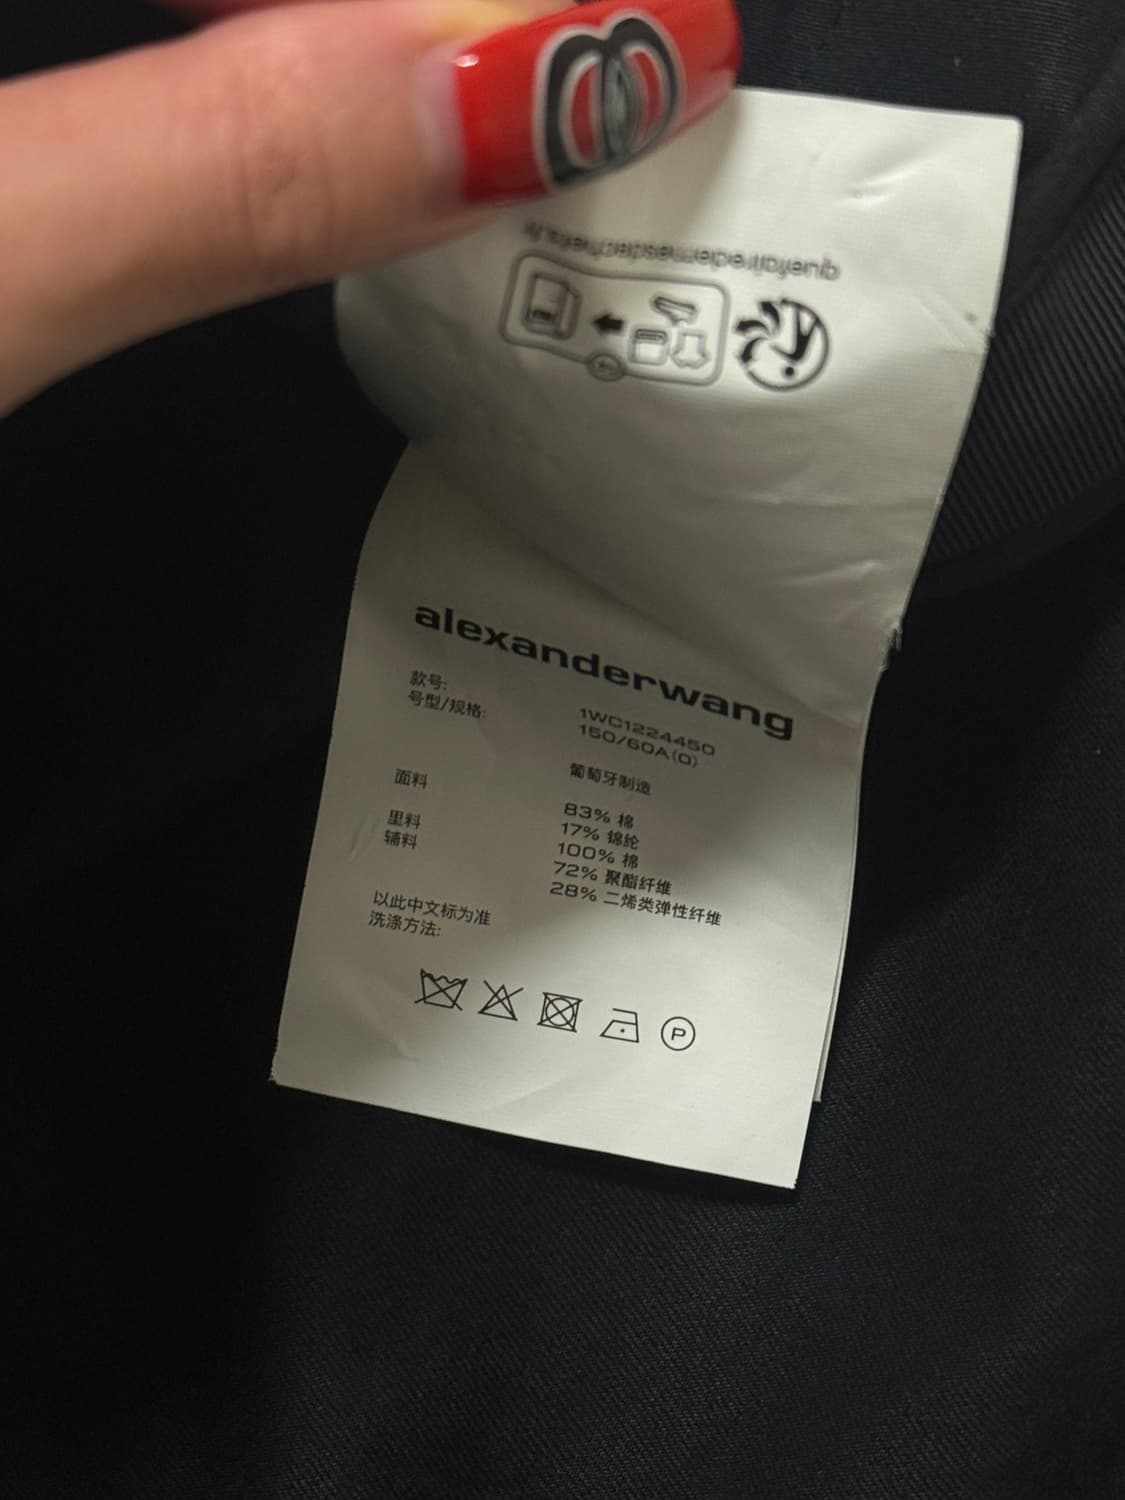 quefairedemesdechets.fr
alexanderwang
款号: 1WC1224450
号型/规格: 150/60A(0)
葡萄牙制造
面料 83% 棉
17% 锦纶
里料 100% 棉
辅料 72% 聚酯纤维
28% 二烯类弹性纤维
以此中文标为准
洗涤方法:
P